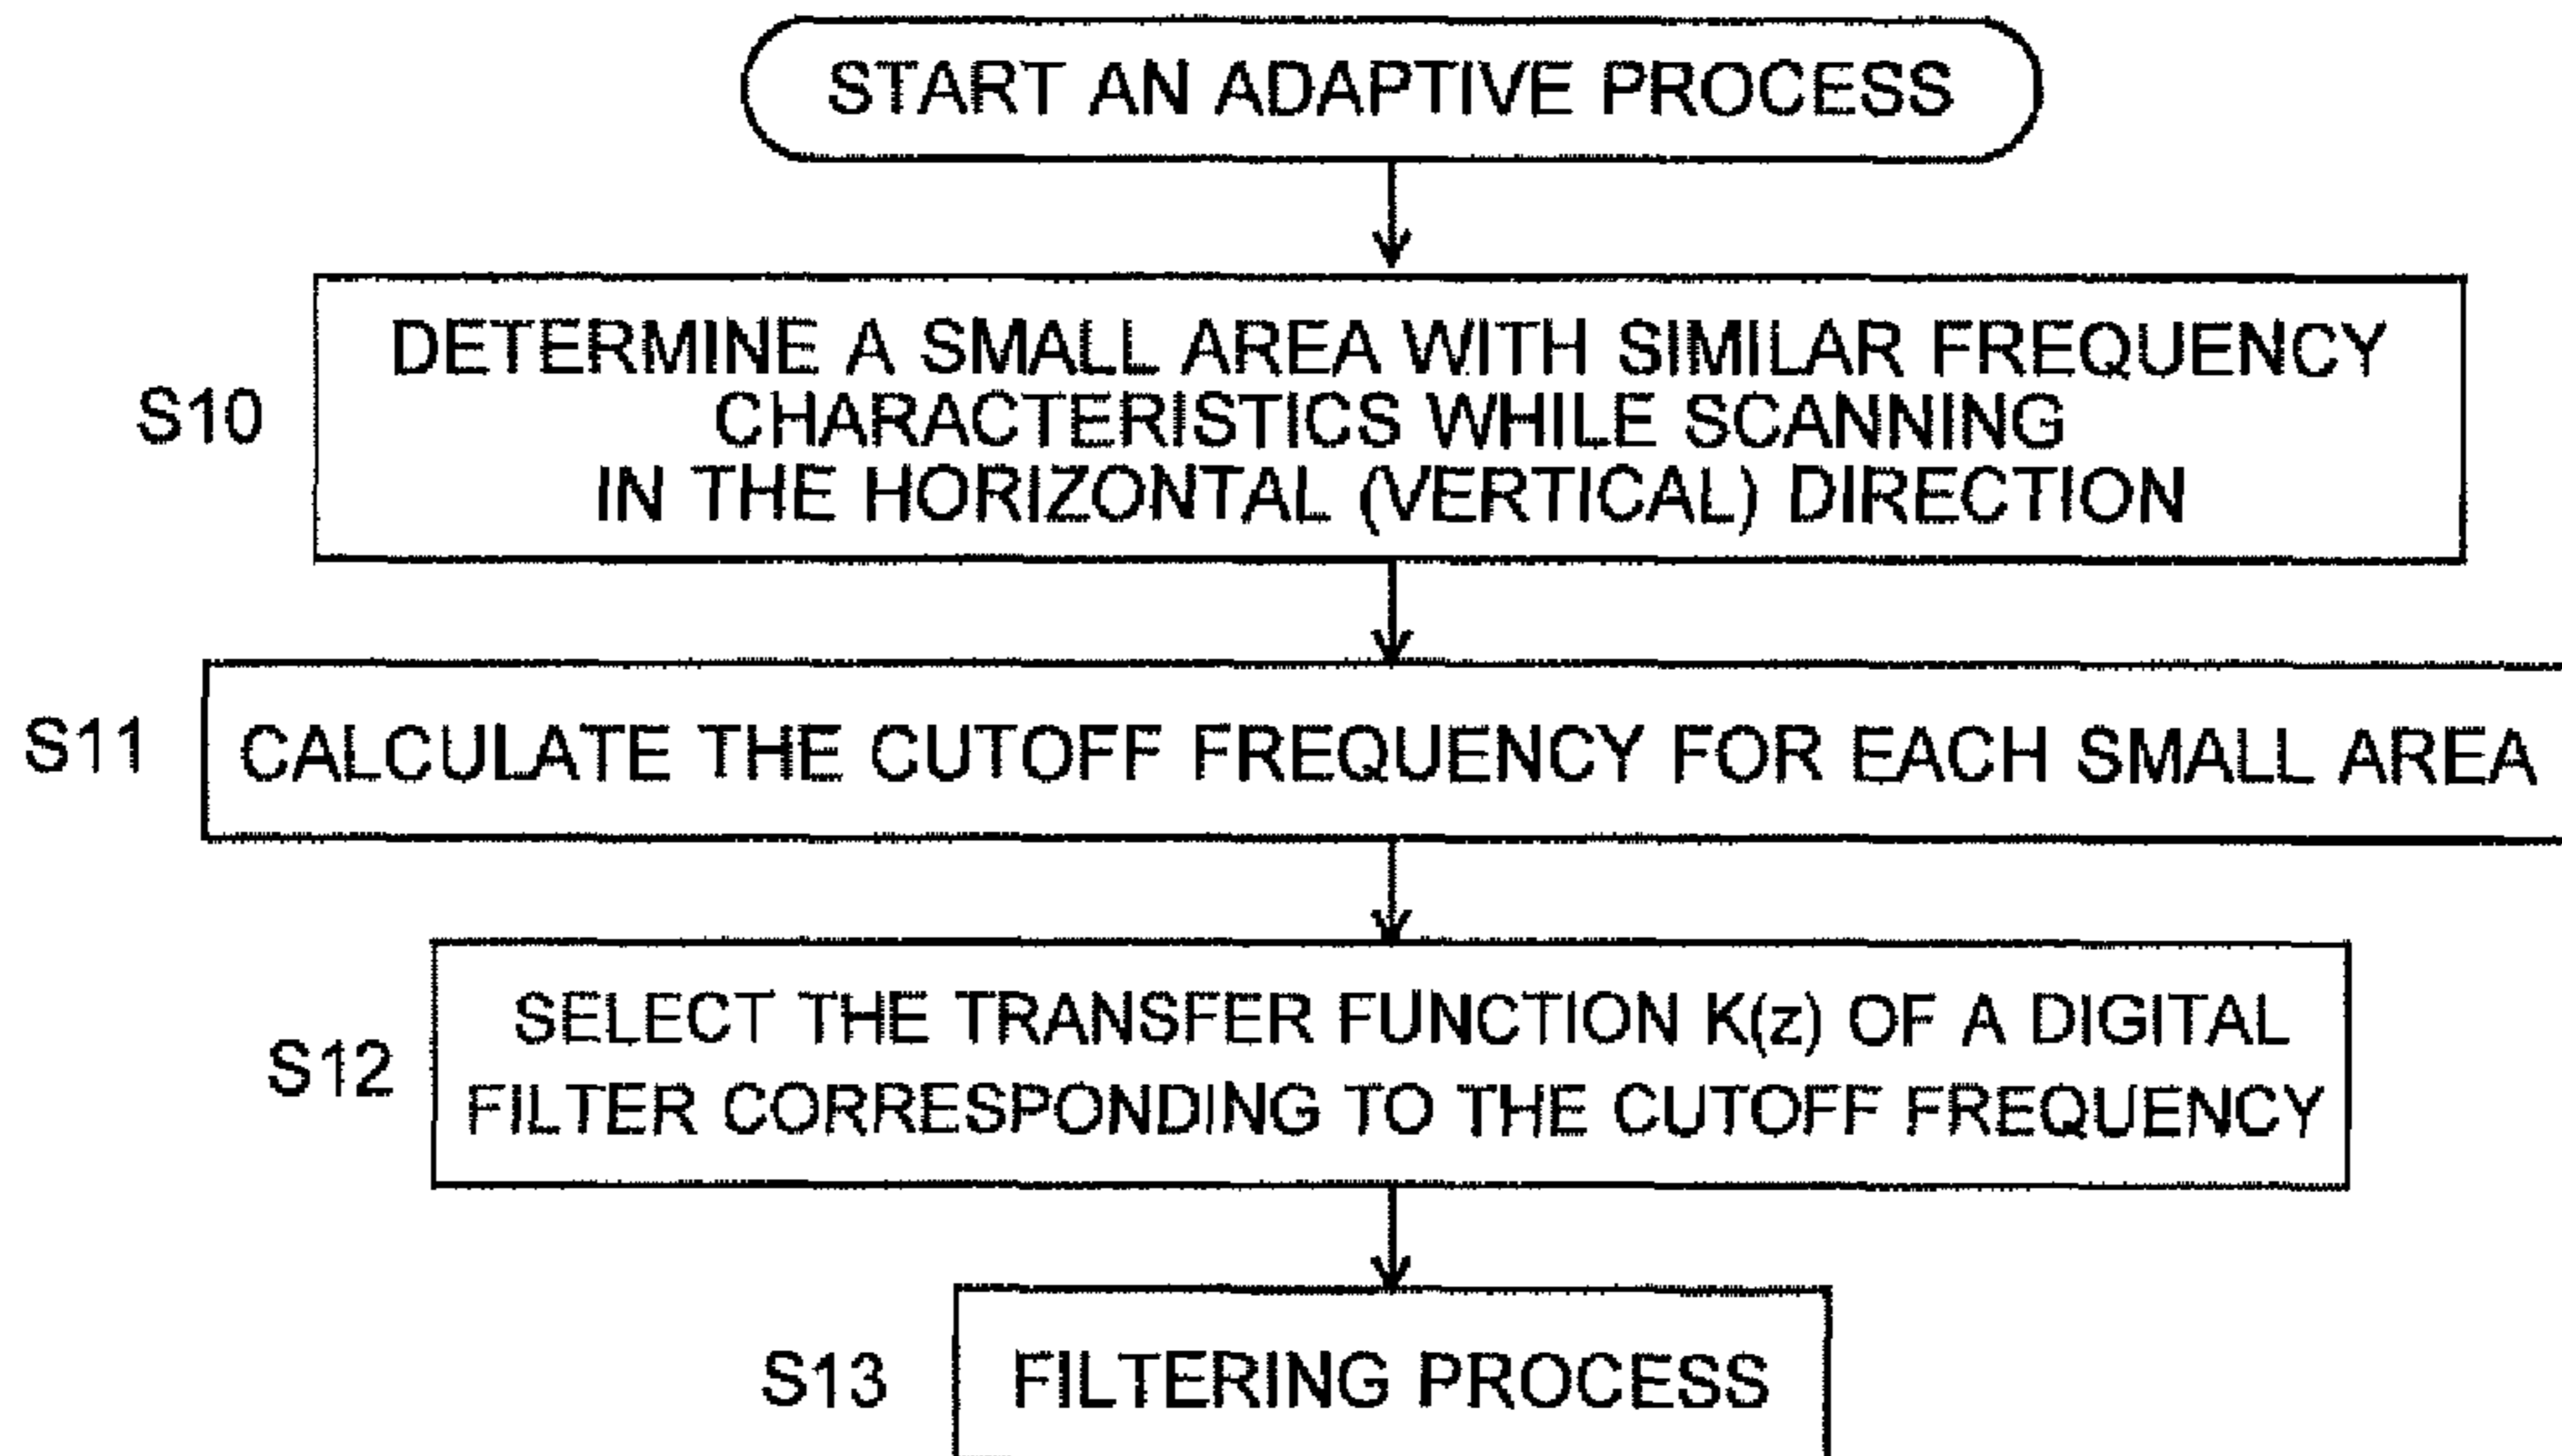 START AN ADAPTIVE PROCESS
S10
DETERMINE A SMALL AREA WITH SIMILAR FREQUENCY
CHARACTERISTICS WHILE SCANNING
IN THE HORIZONTAL (VERTICAL) DIRECTION
S11
CALCULATE THE CUTOFF FREQUENCY FOR EACH SMALL AREA
S12
SELECT THE TRANSFER FUNCTION K(z) OF A DIGITAL
FILTER CORRESPONDING TO THE CUTOFF FREQUENCY
S13
FILTERING PROCESS